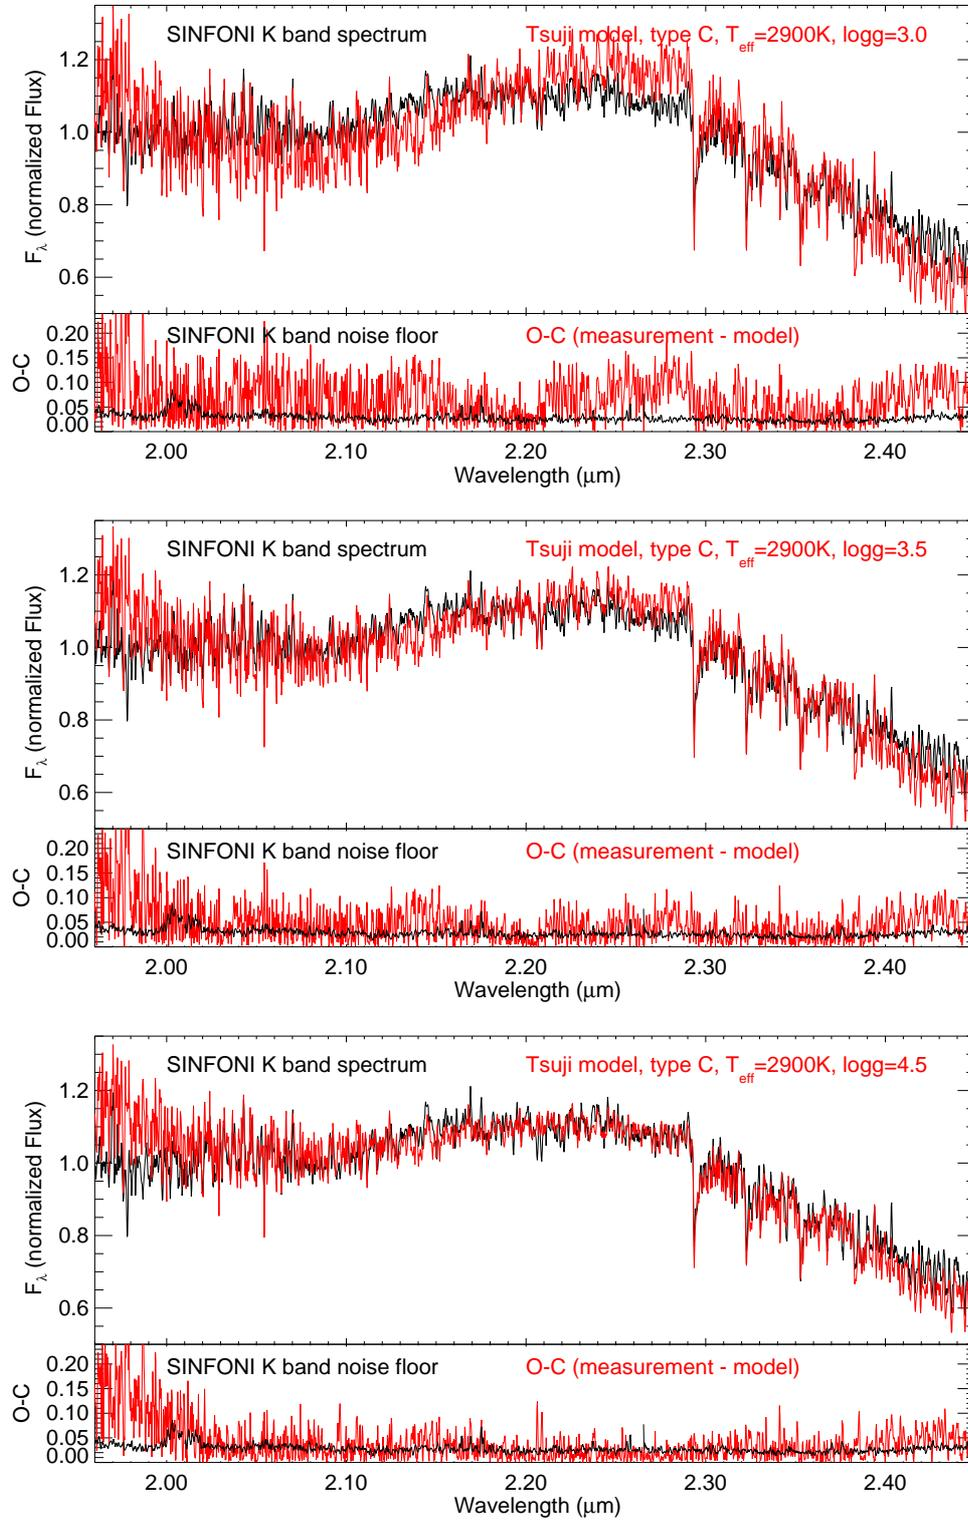 SINFONI K band spectrum
Tsuji model, type C, Teff=2900K, logg=3.0
1.2
1.0
0.8
0.6
Fλ (normalized Flux)
SINFONI K band noise floor
O-C (measurement - model)
0.20
0.15
0.10
0.05
0.00
O-C
2.00 2.10 2.20 2.30 2.40
Wavelength (μm)
SINFONI K band spectrum
Tsuji model, type C, Teff=2900K, logg=3.5
1.2
1.0
0.8
0.6
Fλ (normalized Flux)
SINFONI K band noise floor
O-C (measurement - model)
0.20
0.15
0.10
0.05
0.00
O-C
2.00 2.10 2.20 2.30 2.40
Wavelength (μm)
SINFONI K band spectrum
Tsuji model, type C, Teff=2900K, logg=4.5
1.2
1.0
0.8
0.6
Fλ (normalized Flux)
SINFONI K band noise floor
O-C (measurement - model)
0.20
0.15
0.10
0.05
0.00
O-C
2.00 2.10 2.20 2.30 2.40
Wavelength (μm)